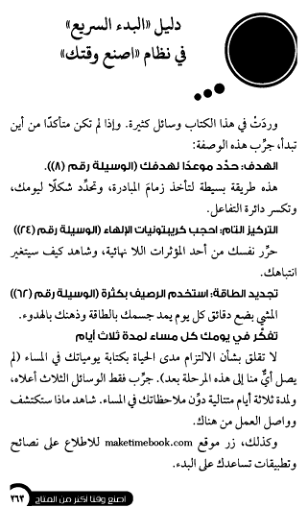 دليل «البدء السريع»
في نظام «اصنع وقتك»
وردَتْ في هذا الكتاب وسائل كثيرة. وإذا لم تكن متأكدًا من أين
تبدأ، جرِّب هذه الوصفة:
الهدف: حدّد موعدًا لهدفك (الوسيلة رقم (٨)).
هذه طريقة بسيطة لتأخذ زمامَ المبادرة، وتحدِّد شكلًا ليومك،
وتكسر دائرة التفاعل.
التركيز التام: احجب كريبتونيات الإلهاء (الوسيلة رقم (٢٤))
حرِّر نفسك من أحد المؤثرات اللا نهائية، وشاهد كيف سيتغير
انتباهك.
تجديد الطاقة: استخدم الرصيف بكثرة (الوسيلة رقم (٦٢))
المشي بضع دقائق كل يوم يمد جسمك بالطاقة وذهنك بالهدوء.
تفكّر في يومك كل مساء لمدة ثلاث أيام
لا تقلق بشأن الالتزام مدى الحياة بكتابة يومياتك في المساء (لم
يصل أيٌّ منا إلى هذه المرحلة بعد). جرِّب فقط الوسائل الثلاث أعلاه،
ولمدة ثلاثة أيام متتالية دوِّن ملاحظاتك في المساء. شاهد ماذا ستكتشف
وواصل العمل من هناك.
وكذلك، زر موقع maketimebook.com للاطلاع على نصائح
وتطبيقات تساعدك على البدء.
اصنع وقتا أكثر من المتاح ٣٦٣